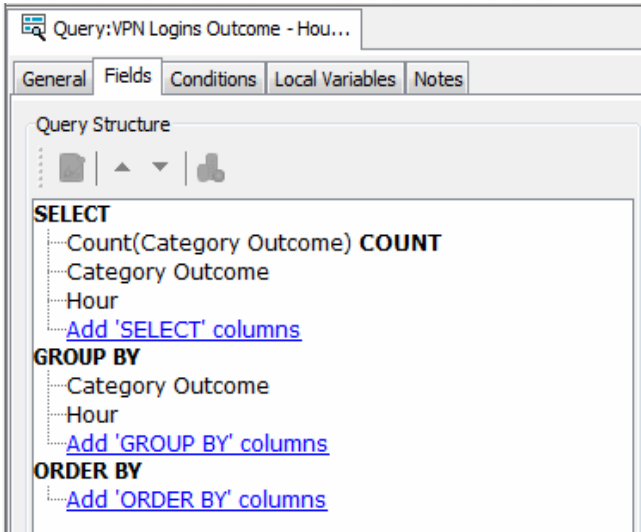 Query:VPN Logins Outcome - Hou...
General Fields Conditions Local Variables Notes
Query Structure
SELECT
Count(Category Outcome) COUNT
Category Outcome
Hour
Add 'SELECT' columns
GROUP BY
Category Outcome
Hour
Add 'GROUP BY' columns
ORDER BY
Add 'ORDER BY' columns